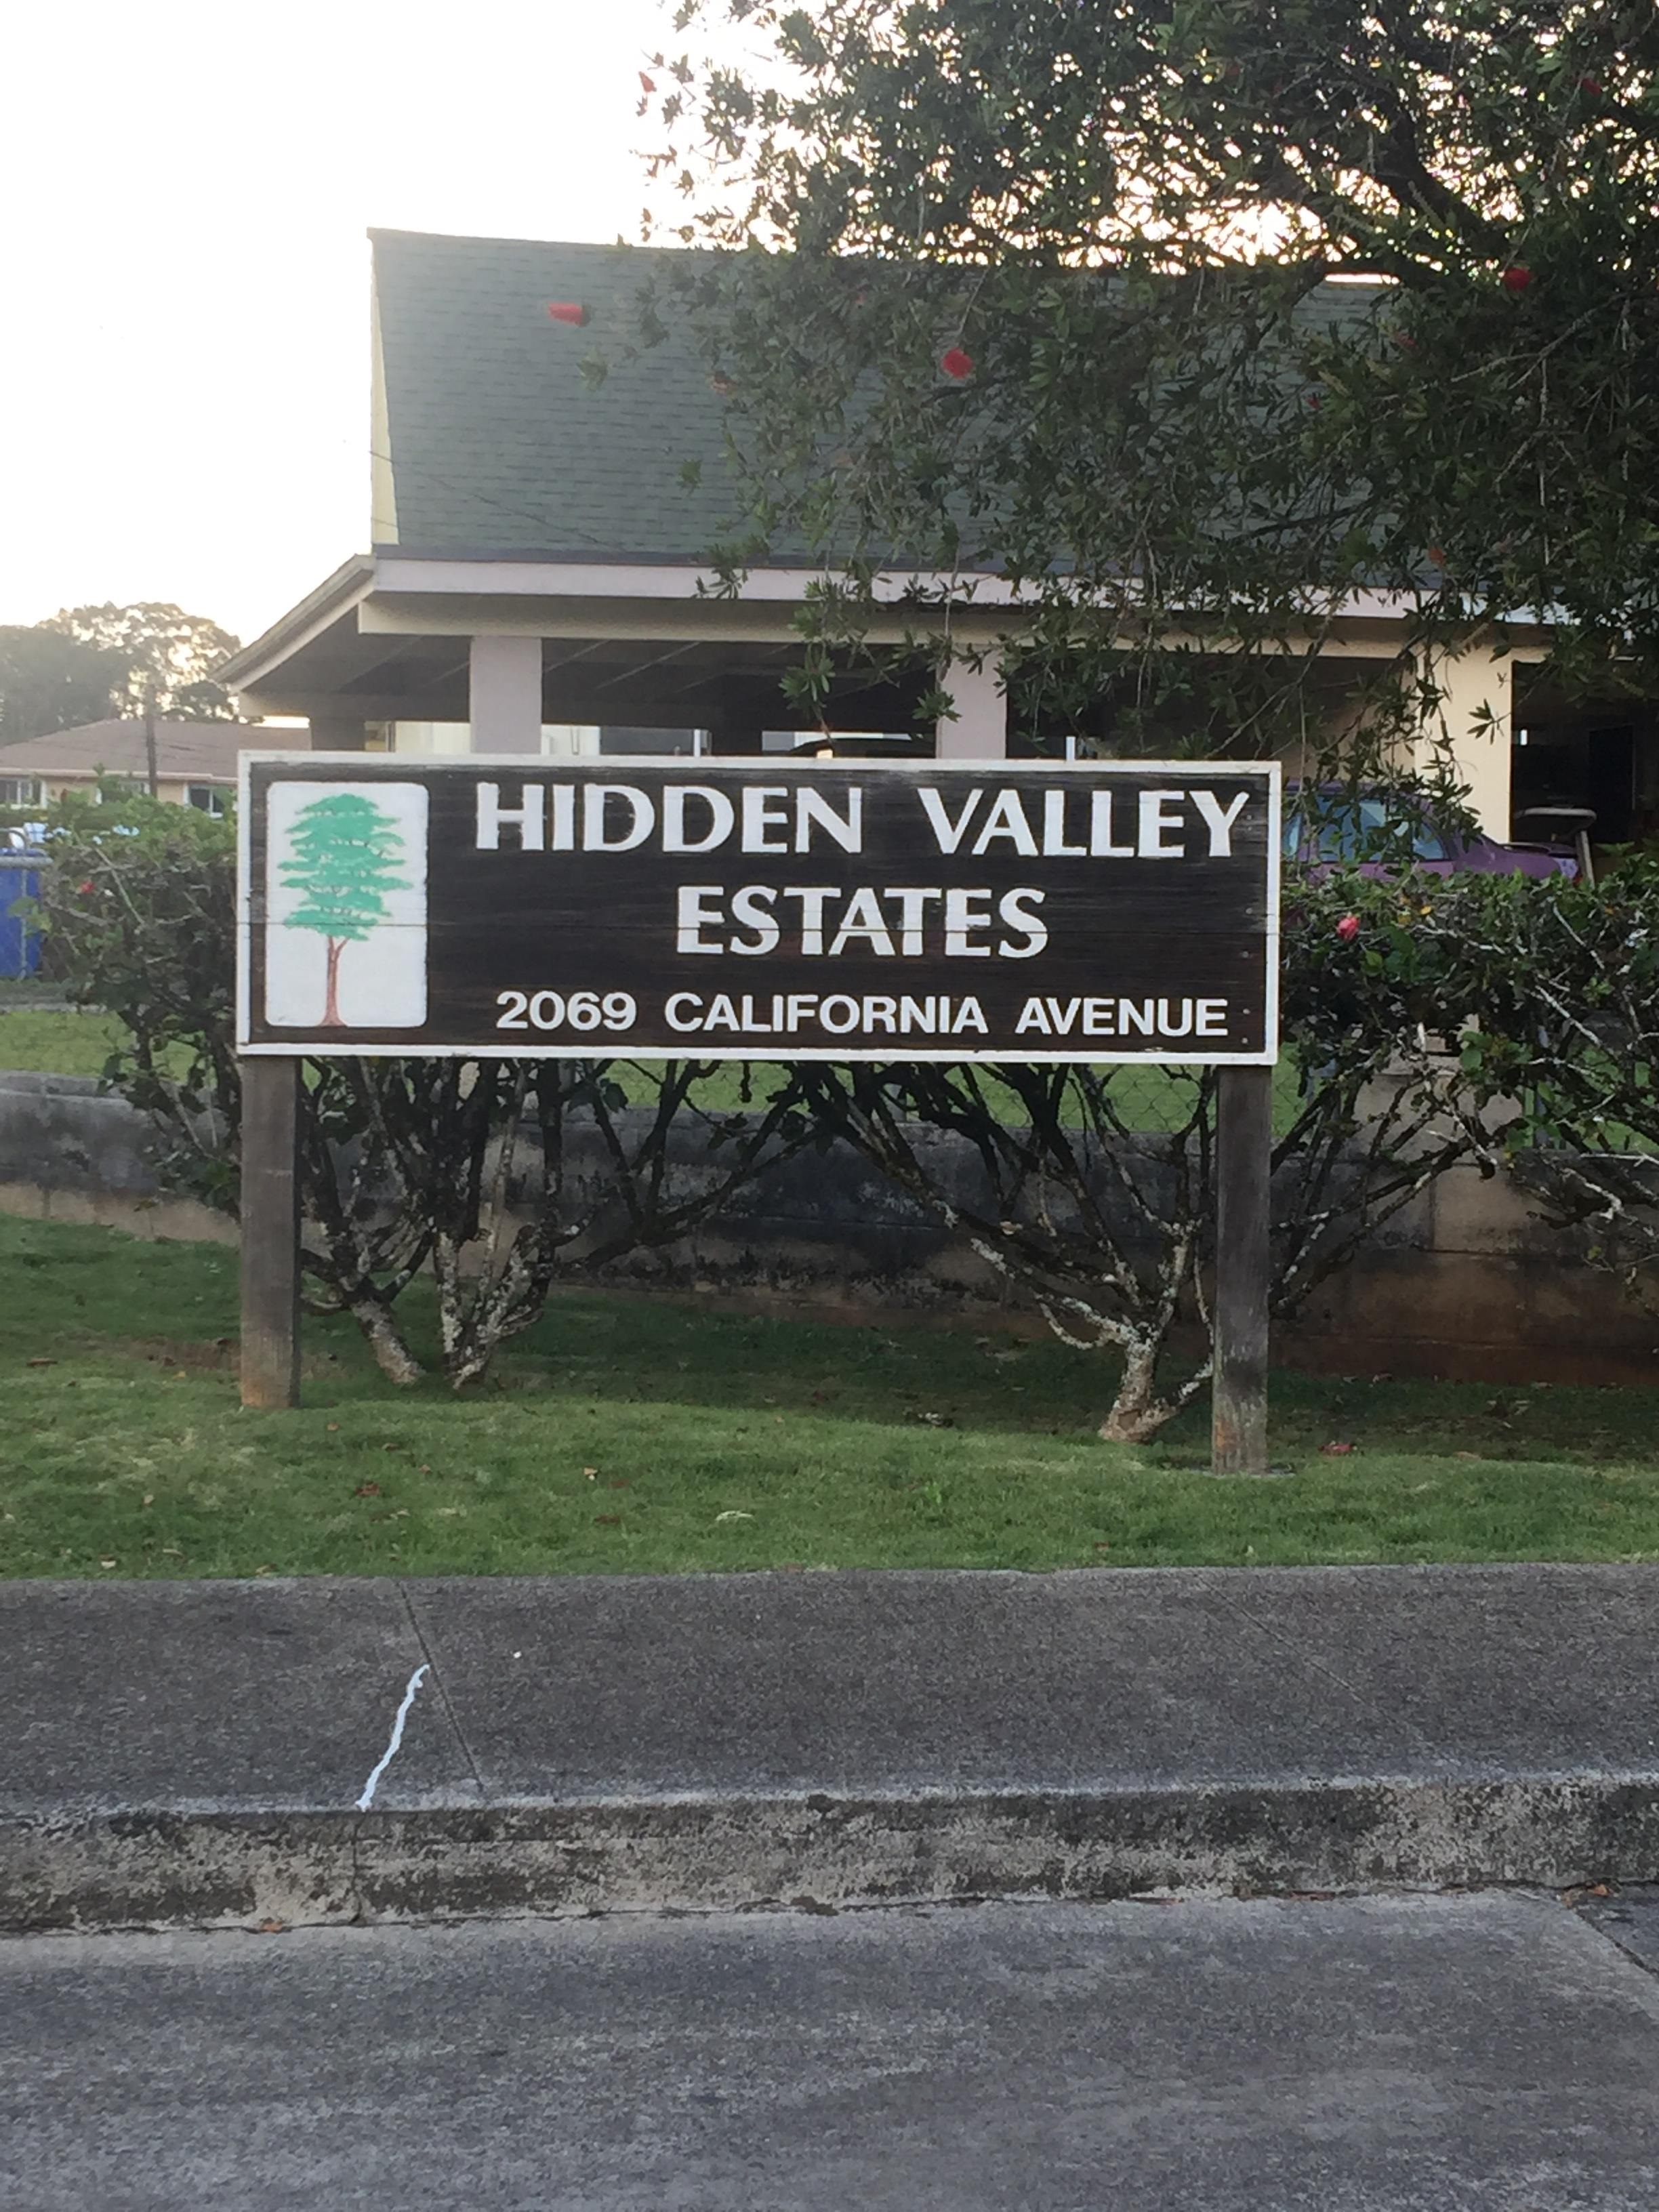 HIDDEN VALLEY
ESTATES
2069 CALIFORNIA AVENUE